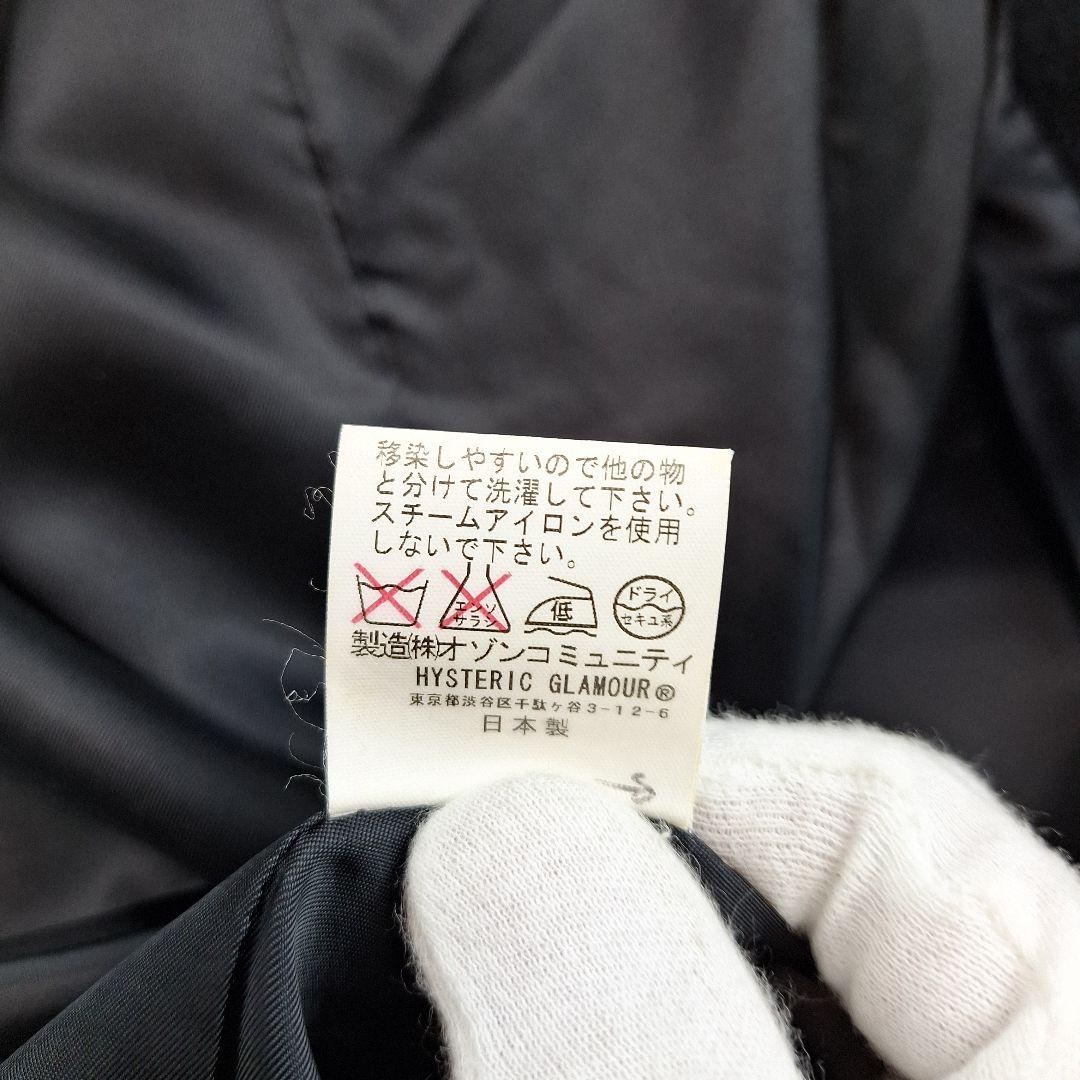 移染しやすいので他の物
と分けて洗濯して下さい。
スチームアイロンを使用
しないで下さい。
エンソ
サラシ
低
ドライ
セキユ系
製造(株)オゾンコミュニティ
HYSTERIC GLAMOUR®
東京都渋谷区千駄ヶ谷3-12-6
日本製